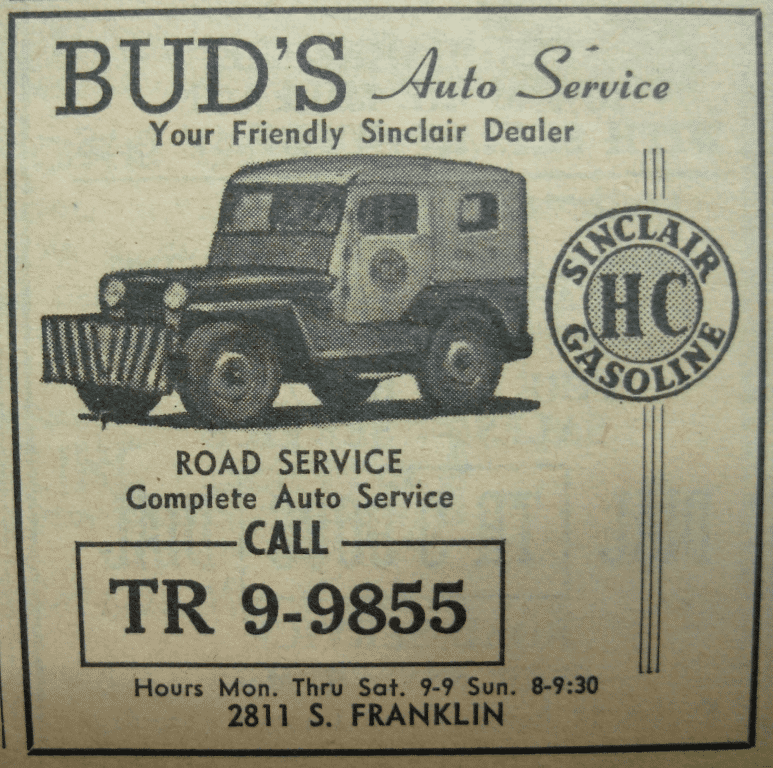 BUD'S Auto Service
Your Friendly Sinclair Dealer
SINCLAIR
HC
GASOLINE
ROAD SERVICE
Complete Auto Service
CALL
TR 9-9855
Hours Mon. Thru Sat. 9-9 Sun. 8-9:30
2811 S. FRANKLIN